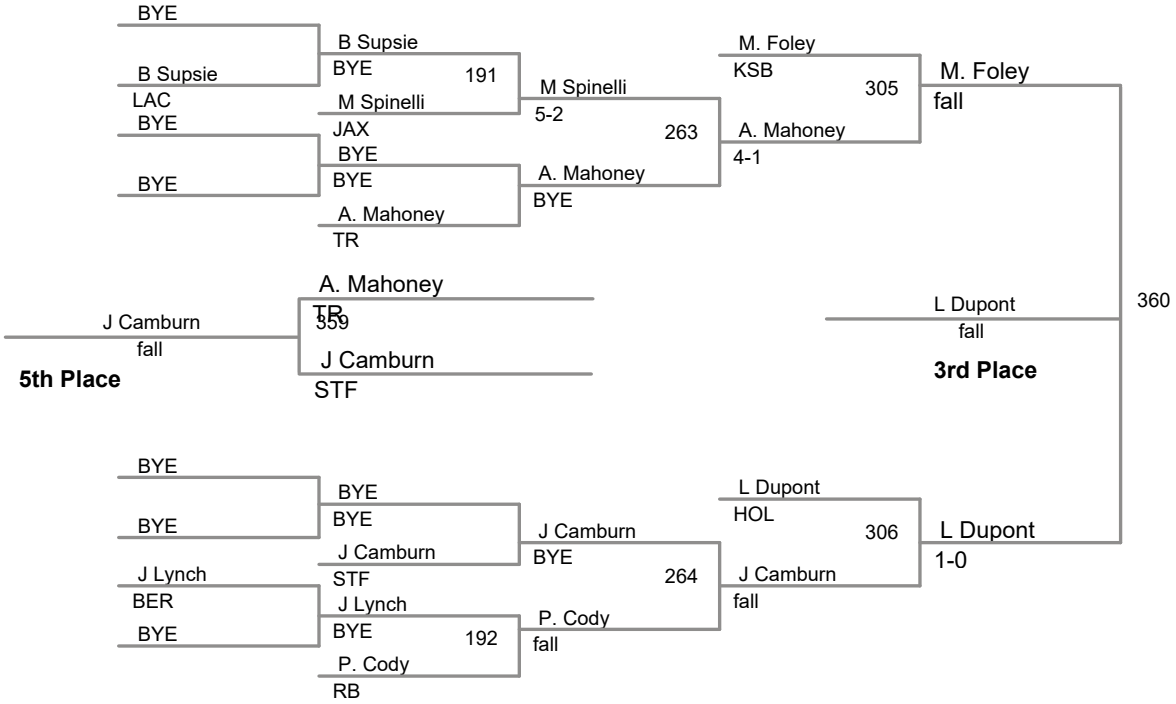 BYE
B Supsie
LAC
BYE
BYE
B Supsie
BYE
191
M Spinelli
JAX
BYE
BYE
A. Mahoney
TR
M Spinelli
5-2
263
A. Mahoney
BYE
M. Foley
KSB
305
A. Mahoney
4-1
M. Foley
fall
A. Mahoney
TR
359
J Camburn
STF
J Camburn
fall
5th Place
L Dupont
fall
3rd Place
360
BYE
BYE
J Lynch
BER
BYE
BYE
BYE
J Camburn
STF
J Lynch
BYE
192
P. Cody
RB
J Camburn
BYE
264
P. Cody
fall
L Dupont
HOL
306
J Camburn
fall
L Dupont
1-0